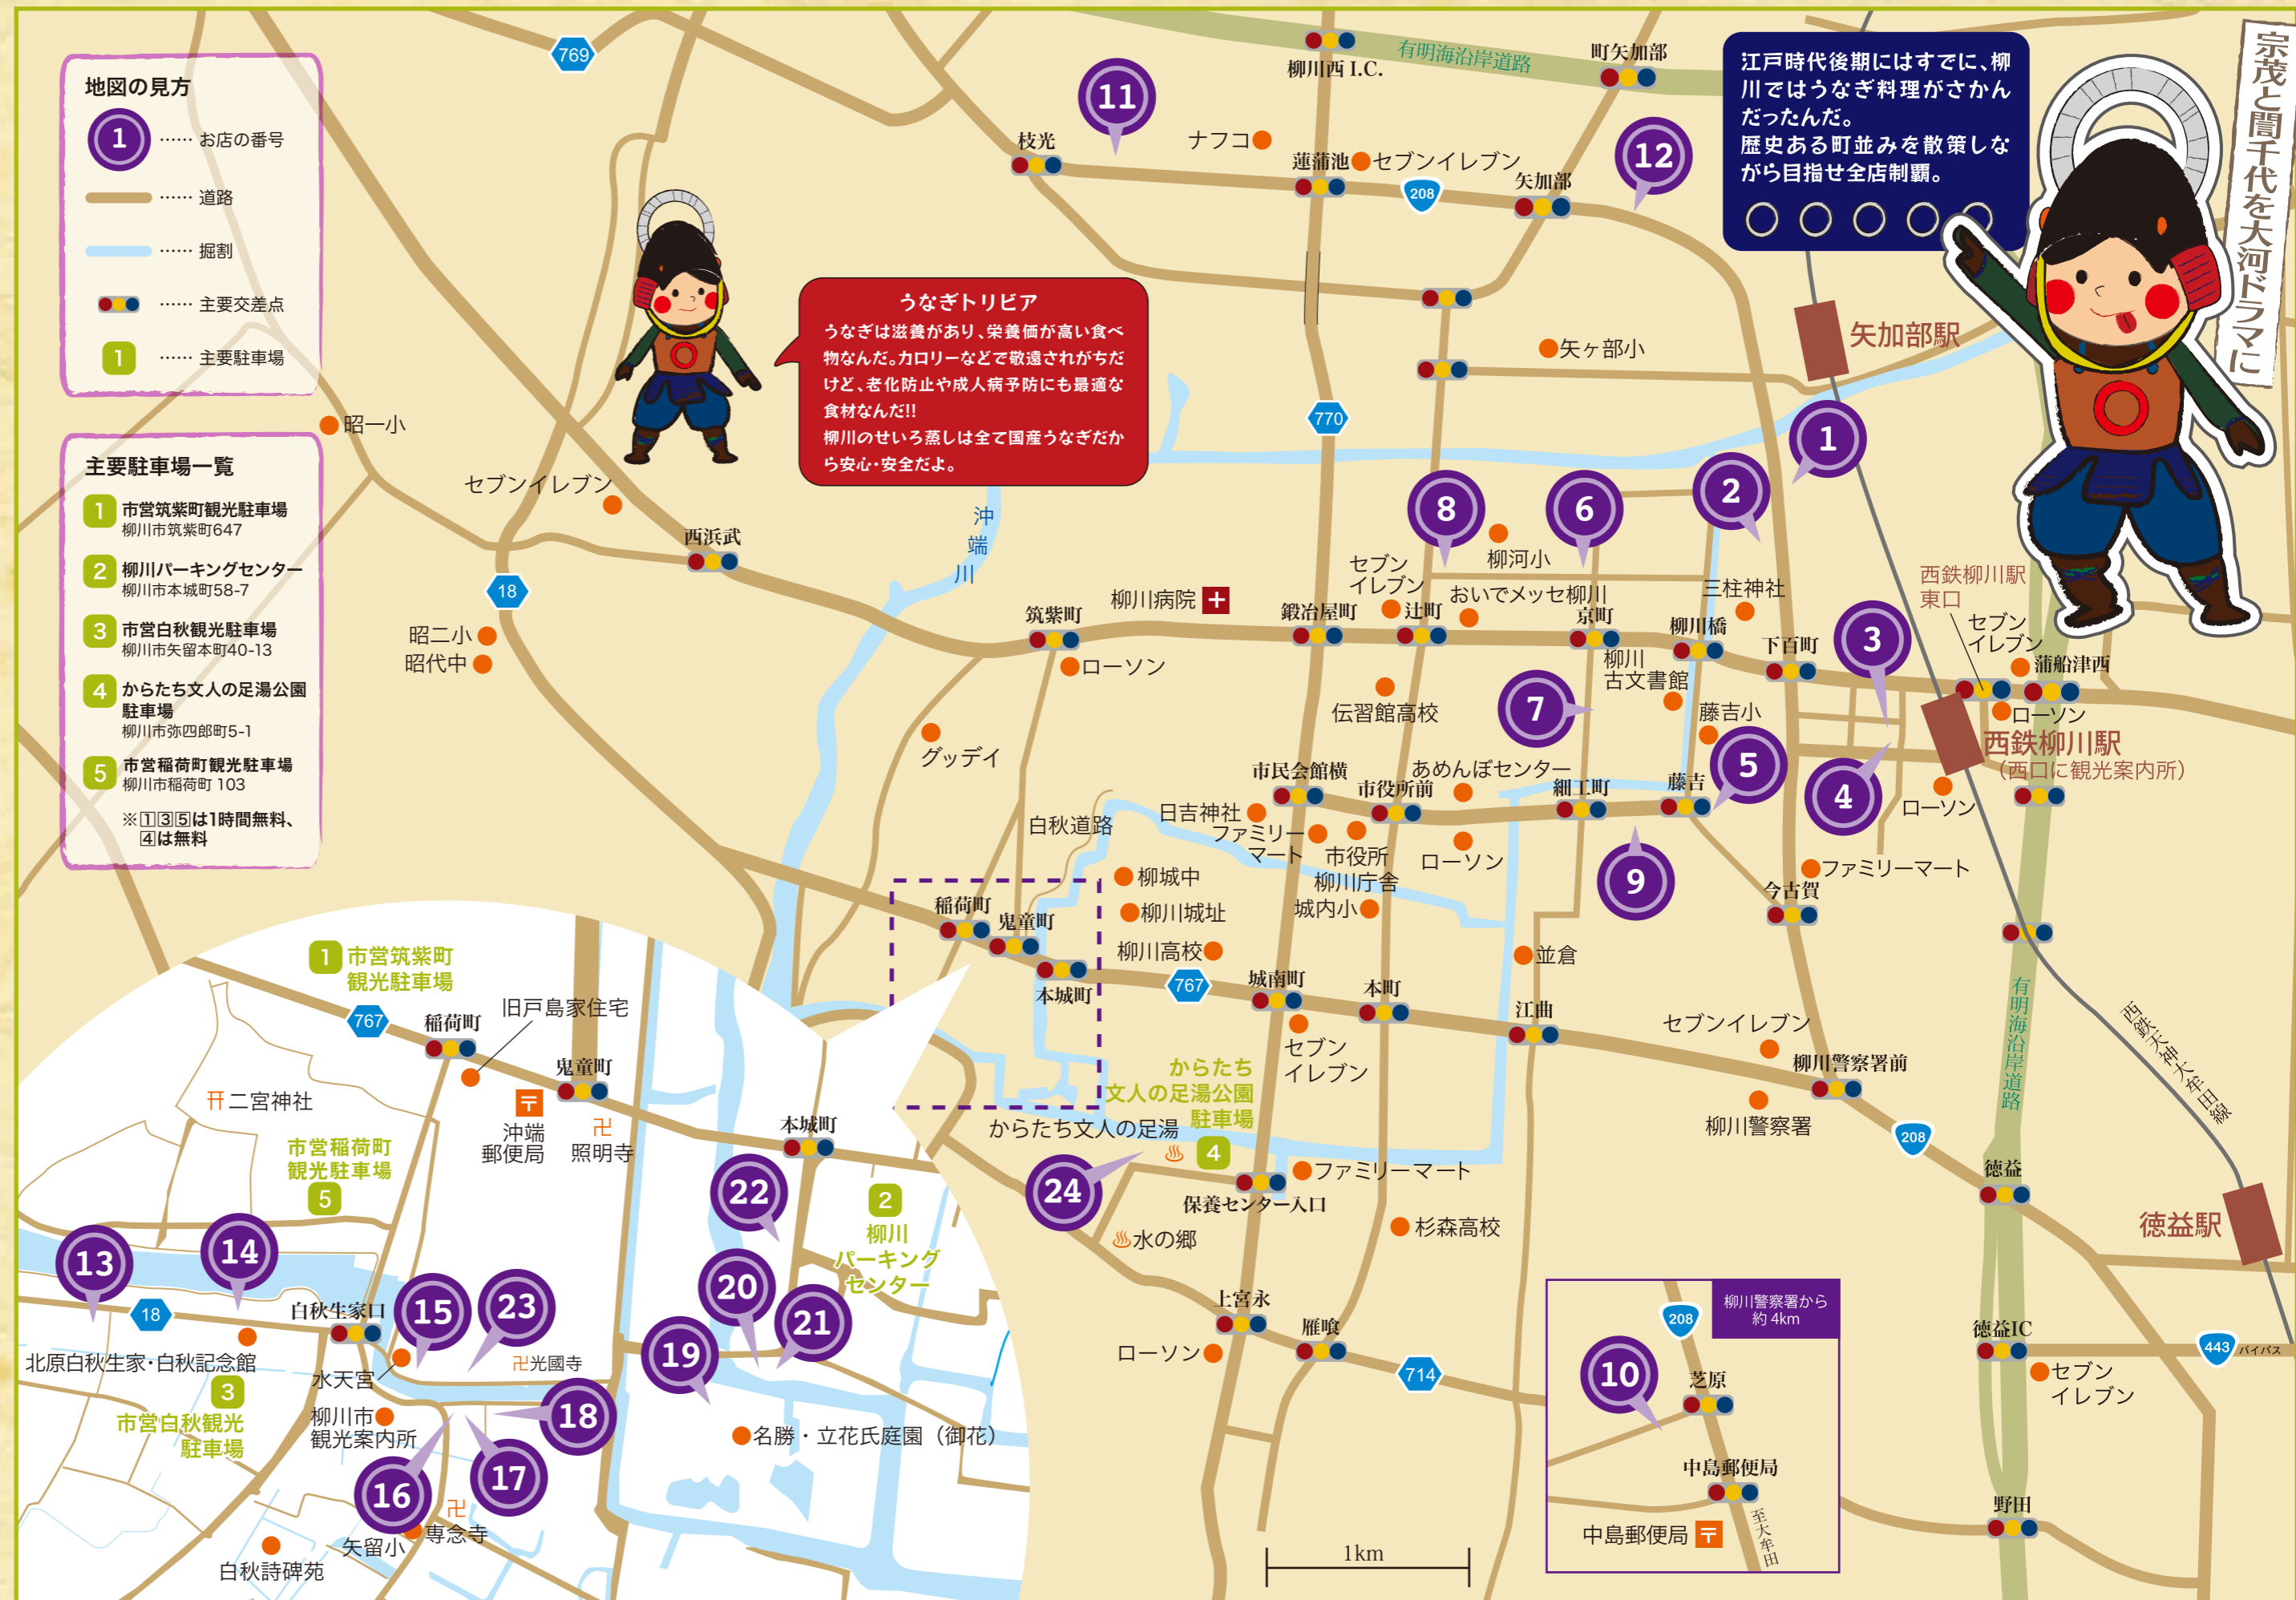 地図の見方
1 …… お店の番号
…… 道路
…… 掘割
…… 主要交差点
1 …… 主要駐車場
主要駐車場一覧
1 市営筑紫町観光駐車場
柳川市筑紫町647
2 柳川パーキングセンター
柳川市本城町58-7
3 市営白秋観光駐車場
柳川市矢留本町40-13
4 からたち文人の足湯公園
駐車場
柳川市弥四郎町5-1
5 市営稲荷町観光駐車場
柳川市稲荷町 103
※①③⑤は1時間無料、
④は無料
うなぎトリビア
うなぎは滋養があり、栄養価が高い食べ
物なんだ。カロリーなどで敬遠されがちだ
けど、老化防止や成人病予防にも最適な
食材なんだ!!
柳川のせいろ蒸しは全て国産うなぎだか
ら安心・安全だよ。
江戸時代後期にはすでに、柳
川ではうなぎ料理がさかん
だったんだ。
歴史ある町並みを散策しな
がら目指せ全店制覇。
宗茂と誾千代を大河ドラマに
769
11
柳川西 I.C.
有明海沿岸道路
町矢加部
枝光
ナフコ
蓮蒲池
セブンイレブン
208
矢加部
12
矢加部駅
矢ヶ部小
770
昭一小
セブンイレブン
西浜武
沖端川
18
昭二小
昭代中
1
2
6
8
柳河小
セブン
イレブン
おいでメッセ柳川
三柱神社
柳川病院
筑紫町
ローソン
鍛冶屋町
辻町
京町
柳川橋
下百町
3
西鉄柳川駅
東口
セブン
イレブン
蒲船津西
ローソン
西鉄柳川駅
(西口に観光案内所)
ローソン
柳川
古文書館
7
伝習館高校
藤吉小
5
4
グッデイ
市民会館横
あめんぼセンター
市役所前
細工町
藤吉
日吉神社
ファミリー
マート
市役所
柳川庁舎
ローソン
9
ファミリーマート
今古賀
白秋道路
柳城中
柳川城址
城内小
柳川高校
並倉
稲荷町
鬼童町
本城町
767
城南町
本町
江曲
セブン
イレブン
セブンイレブン
柳川警察署前
柳川警察署
208
有明海沿岸道路
西鉄天神大牟田線
徳益
徳益駅
からたち
文人の足湯公園
駐車場
からたち文人の足湯
4
24
ファミリーマート
保養センター入口
水の郷
杉森高校
上宮永
雁喰
ローソン
714
徳益IC
443 バイパス
セブン
イレブン
野田
1km
柳川警察署から
約 4km
208
10
芝原
中島郵便局
中島郵便局
至大牟田
1 市営筑紫町
観光駐車場
767
稲荷町
旧戸島家住宅
鬼童町
二宮神社
沖端
郵便局
照明寺
本城町
市営稲荷町
観光駐車場
5
22
2
柳川
パーキング
センター
13
14
18
白秋生家口
15
23
20
21
19
北原白秋生家・白秋記念館
水天宮
光國寺
3
市営白秋観光
駐車場
柳川市
観光案内所
18
17
16
名勝・立花氏庭園(御花)
矢留小
専念寺
白秋詩碑苑